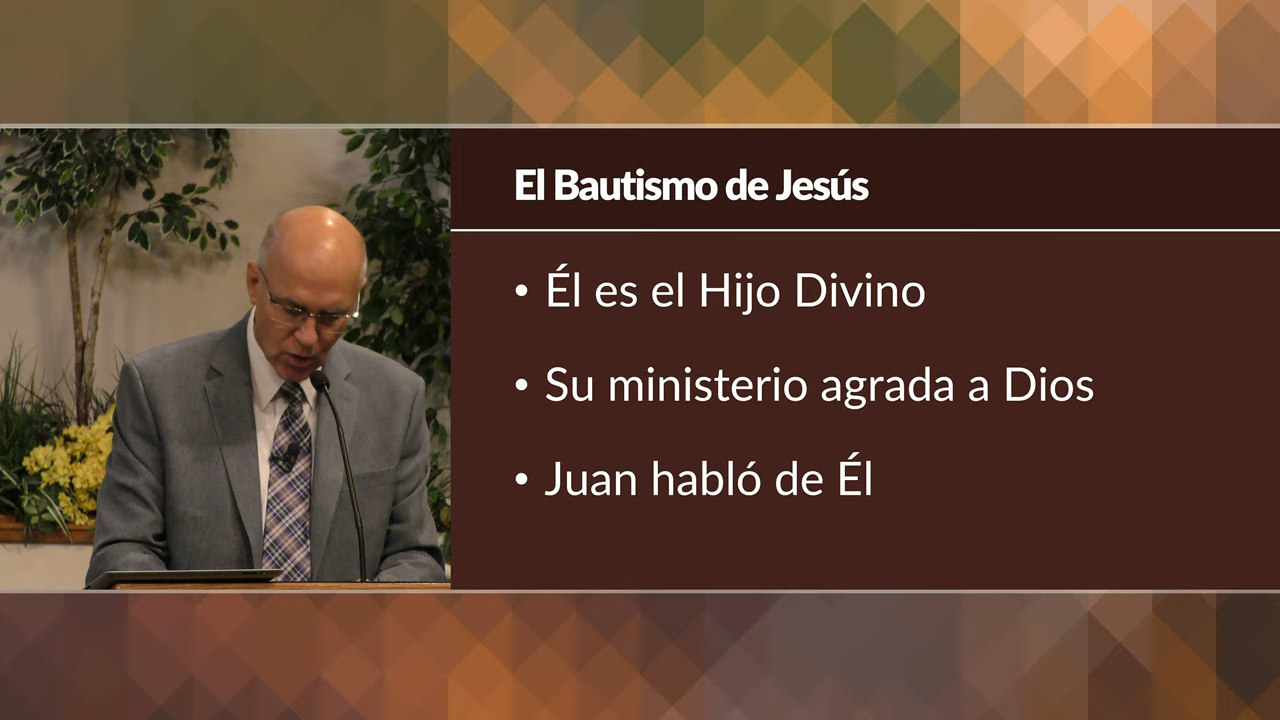 El Bautismo de Jesús
• Él es el Hijo Divino
• Su ministerio agrada a Dios
• Juan habló de Él